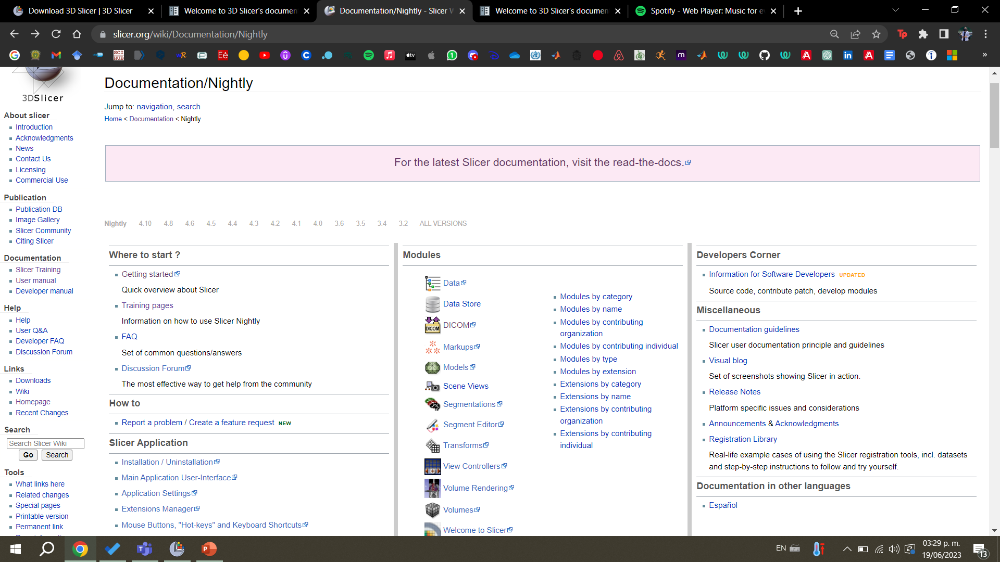 Download 3D Slicer | 3D Slicer
Welcome to 3D Slicer's documen
Documentation/Nightly - Slicer W
Welcome to 3D Slicer's documen
Spotify - Web Player: Music for e
slicer.org/wiki/Documentation/Nightly
3DSlicer
About slicer
Introduction
Acknowledgments
News
Contact Us
Licensing
Commercial Use
Publication
Publication DB
Image Gallery
Slicer Community
Citing Slicer
Documentation
Slicer Training
User manual
Developer manual
Help
Help
User Q&A
Developer FAQ
Discussion Forum
Links
Downloads
Wiki
Homepage
Recent Changes
Search
Search Slicer Wiki
Go Search
Tools
What links here
Related changes
Special pages
Printable version
Permanent link
Documentation/Nightly
Jump to: navigation, search
Home < Documentation < Nightly
For the latest Slicer documentation, visit the read-the-docs.
Nightly 4.10 4.8 4.6 4.5 4.4 4.3 4.2 4.1 4.0 3.6 3.5 3.4 3.2 ALL VERSIONS
Where to start ?
Getting started
Quick overview about Slicer
Training pages
Information on how to use Slicer Nightly
FAQ
Set of common questions/answers
Discussion Forum
The most effective way to get help from the community
How to
Report a problem / Create a feature request NEW
Slicer Application
Installation / Uninstallation
Main Application User-Interface
Application Settings
Extensions Manager
Mouse Buttons, "Hot-keys" and Keyboard Shortcuts
Modules
Data
Data Store
DICOM DICOM
Markups
Models
Scene Views
Segmentations
Segment Editor
Transforms
View Controllers
Volume Rendering
Volumes
Welcome to Slicer
Modules by category
Modules by name
Modules by contributing
organization
Modules by contributing individual
Modules by type
Modules by extension
Extensions by category
Extensions by name
Extensions by contributing
organization
Extensions by contributing
individual
Developers Corner
Information for Software Developers UPDATED
Source code, contribute patch, develop modules
Miscellaneous
Documentation guidelines
Slicer user documentation principle and guidelines
Visual blog
Set of screenshots showing Slicer in action.
Release Notes
Platform specific issues and considerations
Announcements & Acknowledgments
Registration Library
Real-life example cases of using the Slicer registration tools, incl. datasets
and step-by-step instructions to follow and try yourself.
Documentation in other languages
Español
EN
03:29 p. m.
19/06/2023
13